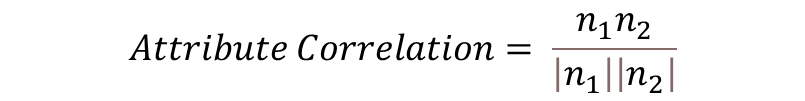 Attribute Correlation = n₁n₂ / |n₁||n₂|